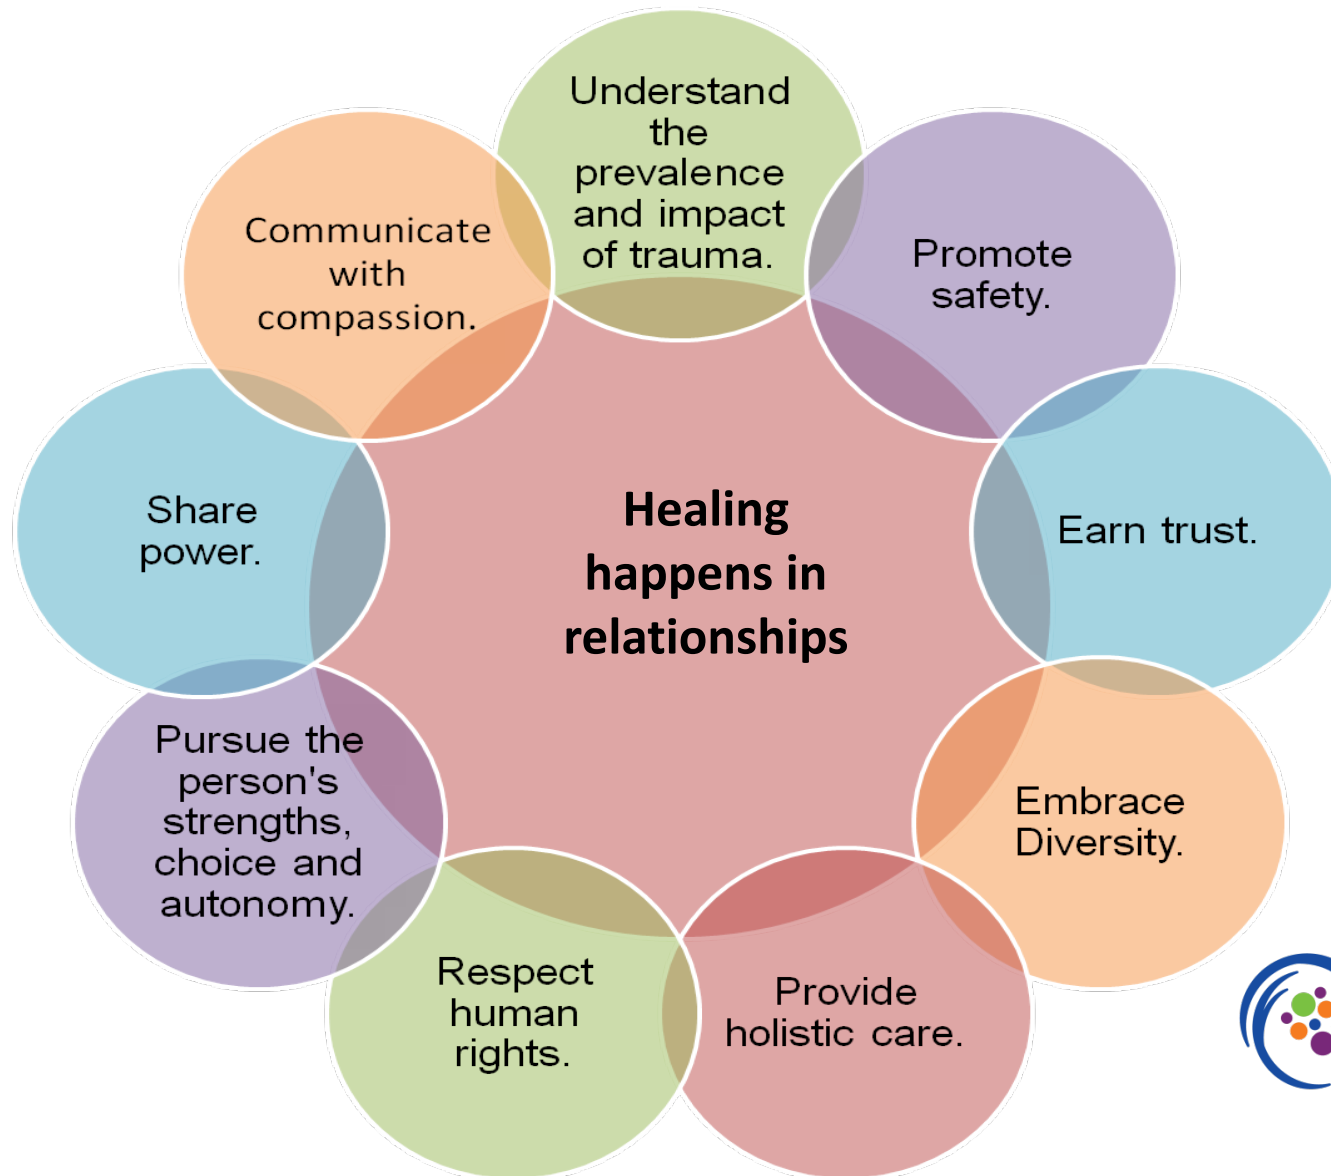 Understand
the
prevalence
and impact
of trauma.
Promote
safety.
Earn trust.
Embrace
Diversity.
Provide
holistic care.
Respect
human
rights.
Pursue the
person's
strengths,
choice and
autonomy.
Share
power.
Communicate
with
compassion.
Healing
happens in
relationships